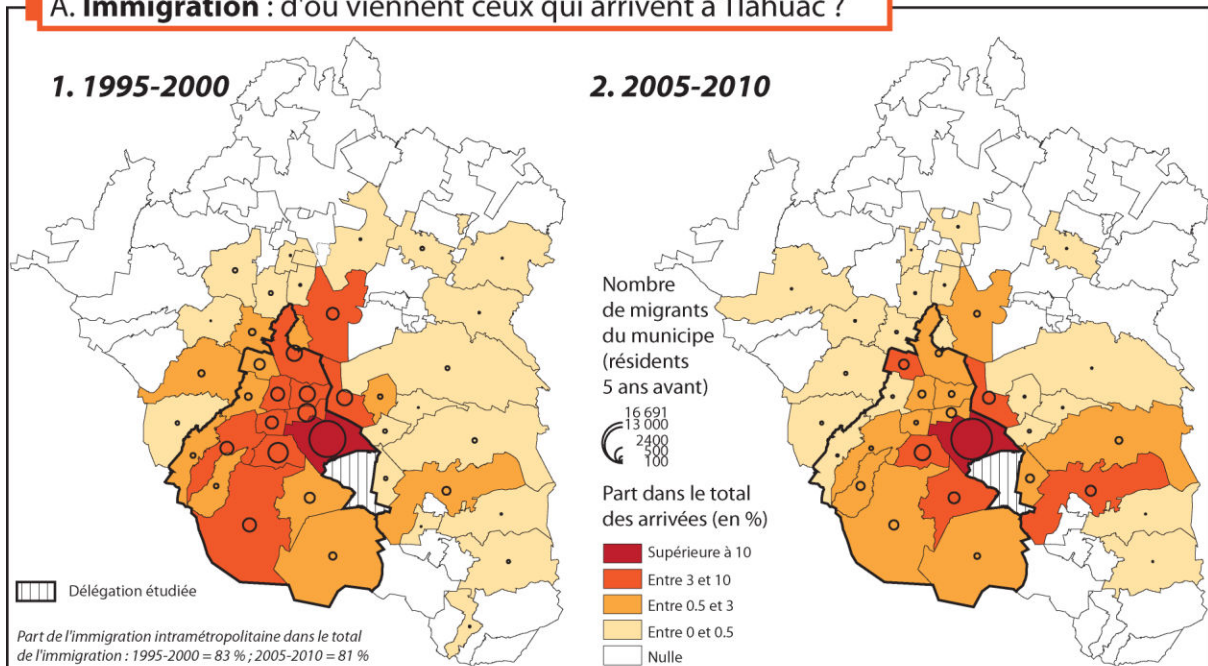 A. Immigration : d'où viennent ceux qui arrivent à Tlahuac ?
1. 1995-2000
2. 2005-2010
Nombre
de migrants
du municipe
(résidents
5 ans avant)
16 691
13 000
2400
500
100
Part dans le total
des arrivées (en %)
Supérieure à 10
Entre 3 et 10
Entre 0.5 et 3
Entre 0 et 0.5
Nulle
Délégation étudiée
Part de l'immigration intramétropolitaine dans le total
de l'immigration : 1995-2000 = 83 % ; 2005-2010 = 81 %